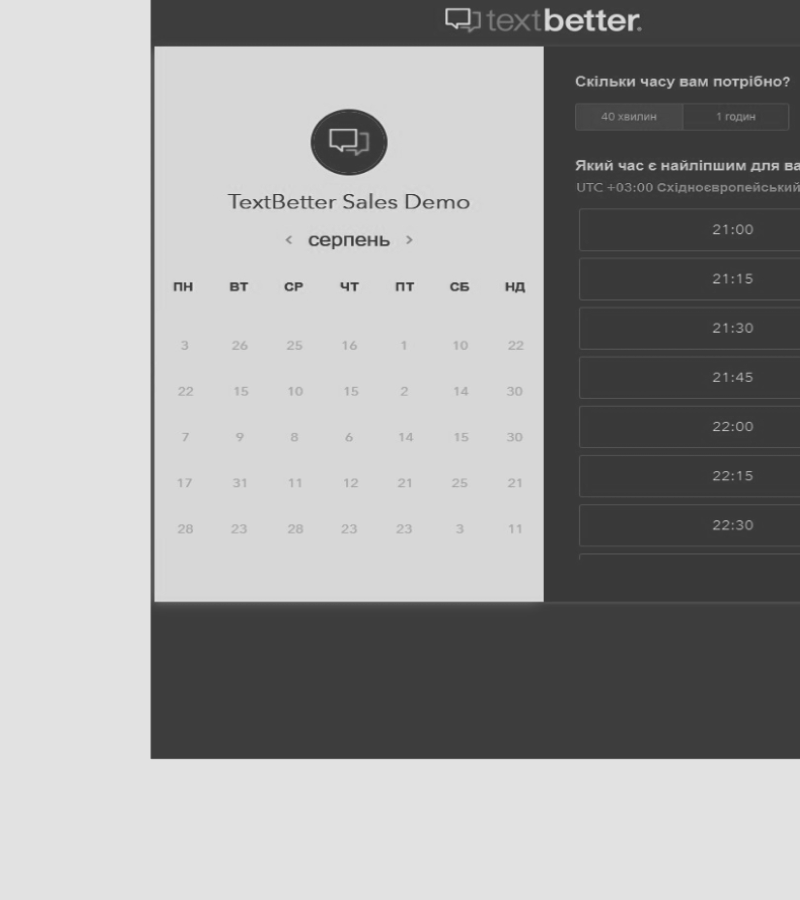 textbetter.
TextBetter Sales Demo
< серпень >
ПН ВТ СР ЧТ ПТ СБ НД
3 26 25 16 1 10 22
22 15 10 15 2 14 30
7 9 8 6 14 15 30
17 31 11 12 21 25 21
28 23 28 23 23 3 11
Скільки часу вам потрібно?
40 хвилин 1 годин
Який час є найліпшим для ва
UTC +03:00 Східноєвропейський
21:00
21:15
21:30
21:45
22:00
22:15
22:30